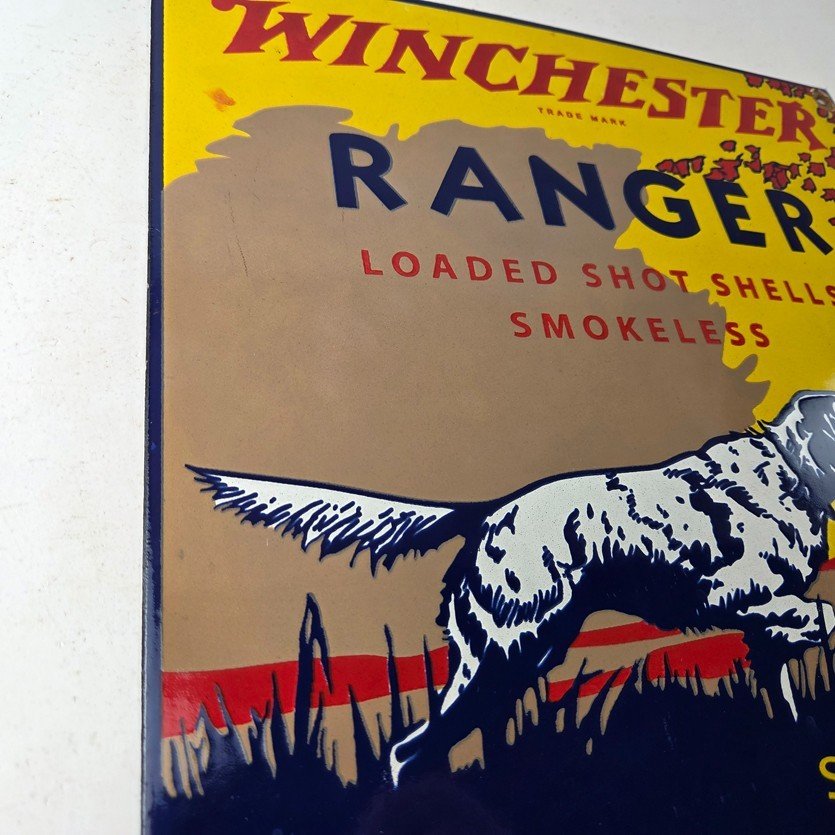 WINCHESTER
TRADE MARK
RANGER
LOADED SHOT SHELLS
SMOKELESS
S